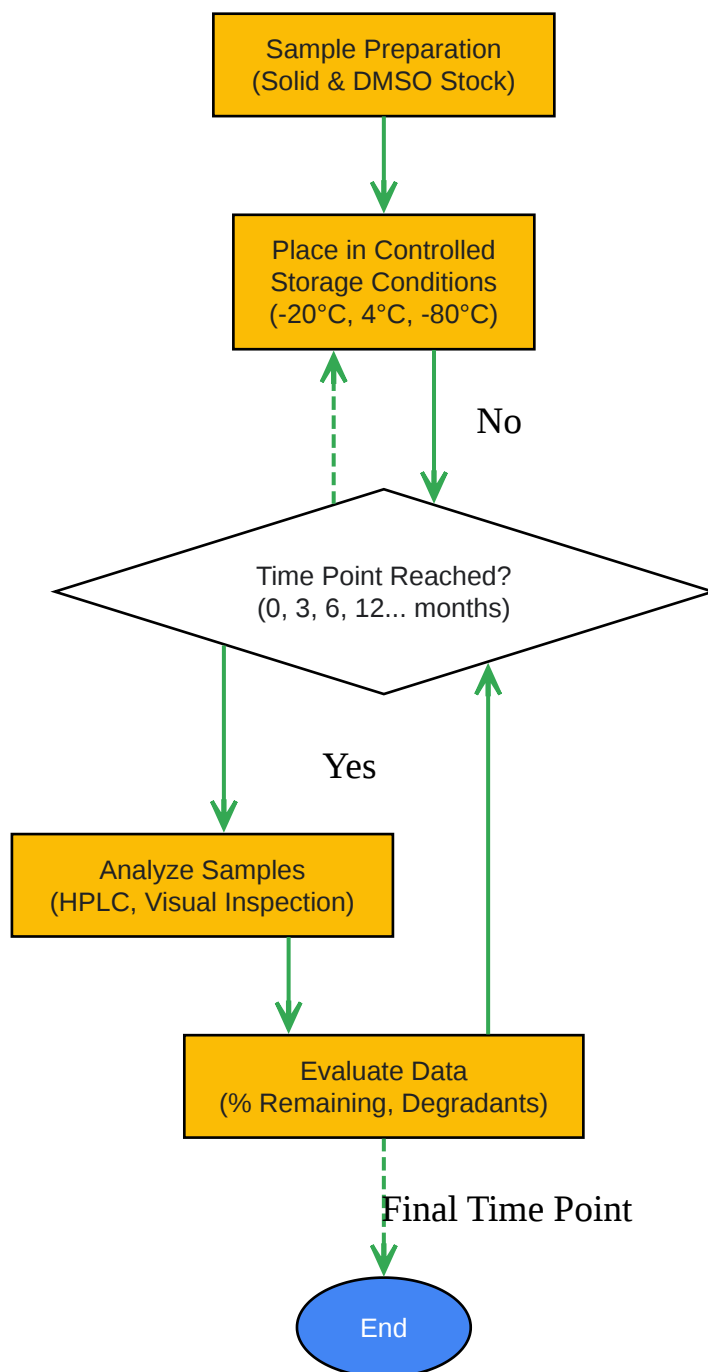 Sample Preparation
(Solid & DMSO Stock)
Place in Controlled
Storage Conditions
(-20°C, 4°C, -80°C)
No
Time Point Reached?
(0, 3, 6, 12... months)
Yes
Analyze Samples
(HPLC, Visual Inspection)
Evaluate Data
(% Remaining, Degradants)
Final Time Point
End